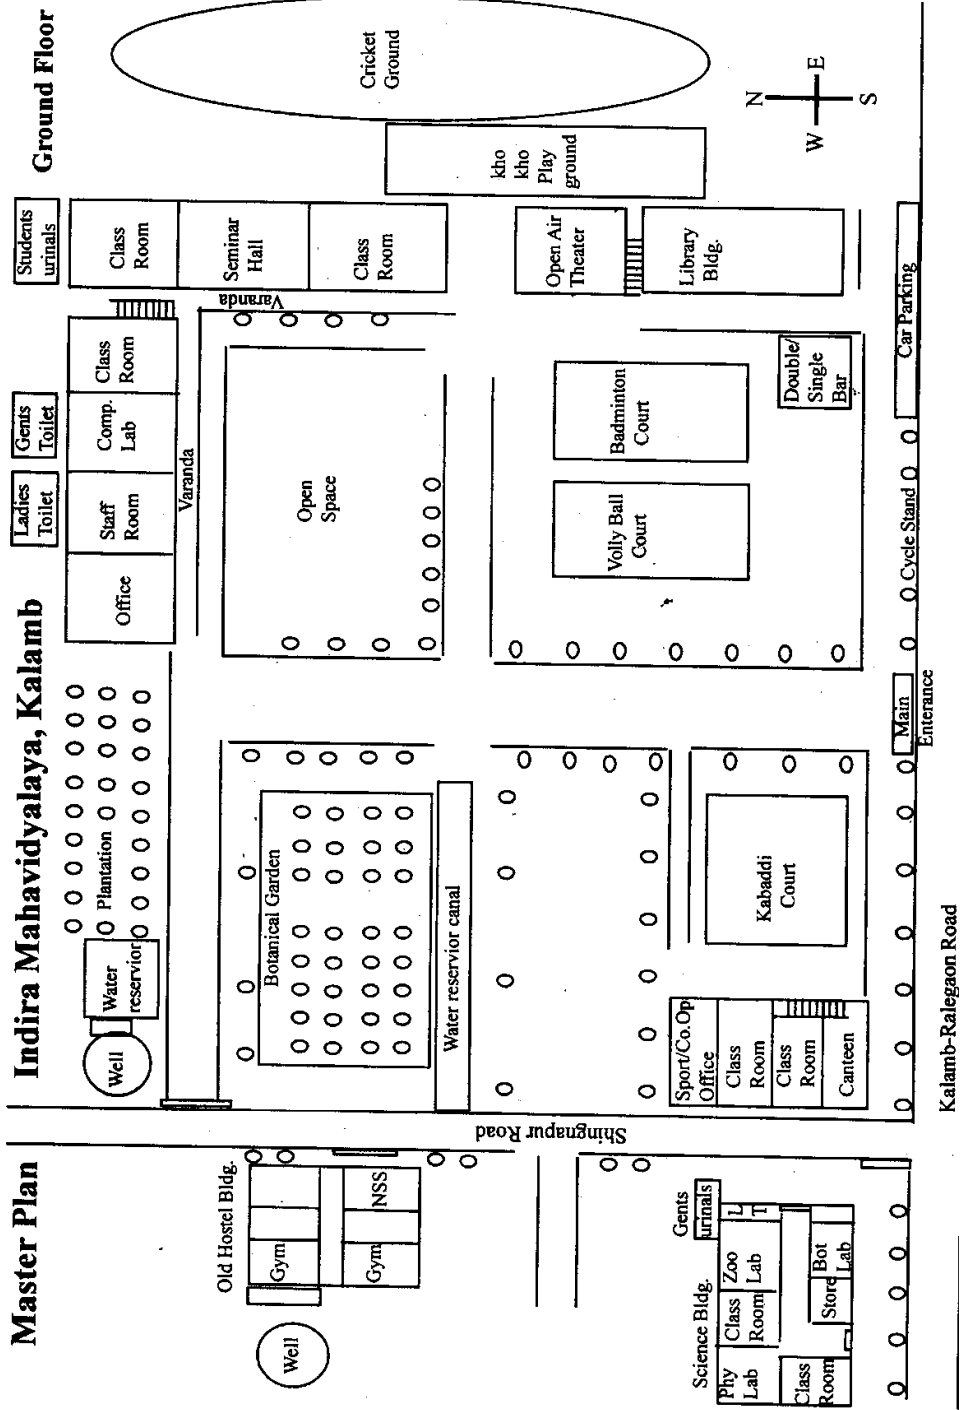 Master Plan
Indira Mahavidyalaya, Kalamb
Ground Floor
Well
Water
reservior
Plantation
Ladies
Toilet
Gents
Toilet
Students
urinals
Office
Staff
Room
Comp.
Lab
Class
Room
Varanda
Class
Room
Seminar
Hall
Class
Room
Varanda
Cricket
Ground
kho
kho
Play
ground
Old Hostel Bldg.
Gym
Gym
NSS
Well
Botanical Garden
Water reservior canal
Open
Space
Open Air
Theater
Library
Bldg.
Badminton
Court
Volly Ball
Court
Double/
Single
Bar
N
W
E
S
Shingnapur Road
Gents
urinals
Science Bldg.
Phy
Lab
Class
Room
Zoo
Lab
L
T
Class
Room
Store
Bot
Lab
Sport/Co.Op
Office
Class
Room
Class
Room
Canteen
Kabaddi
Court
Main
Enterance
Cycle Stand
Car Parking
Kalamb-Ralegaon Road